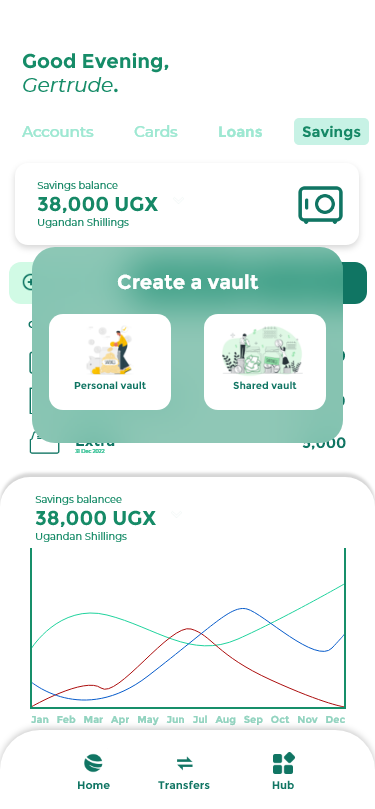 Good Evening,
Gertrude.
Accounts Cards Loans Savings
Savings balance
38,000 UGX
Ugandan Shillings
Create a vault
Personal vault Shared vault
Extra 5,000
31 Dec 2022
Savings balancee
38,000 UGX
Ugandan Shillings
Jan Feb Mar Apr May Jun Jul Aug Sep Oct Nov Dec
Home Transfers Hub